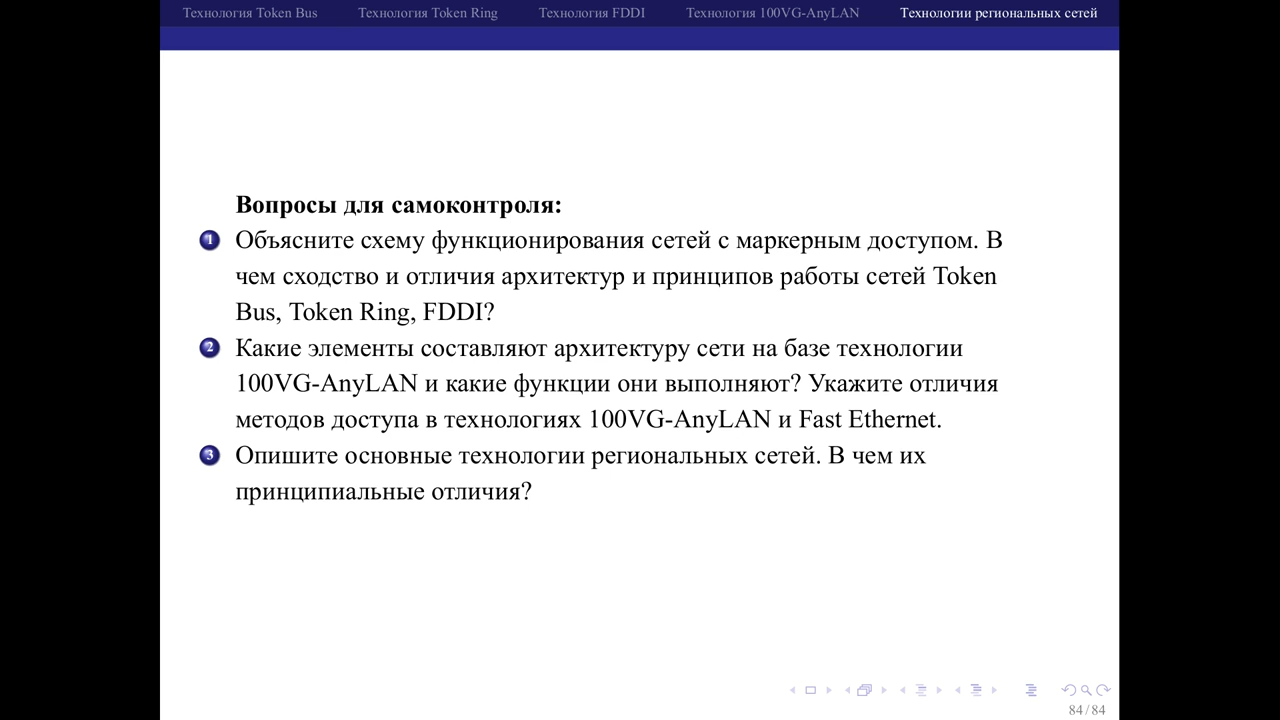 Технология Token Bus Технология Token Ring Технология FDDI Технология 100VG-AnyLAN Технологии региональных сетей
Вопросы для самоконтроля:
1 Объясните схему функционирования сетей с маркерным доступом. В
чем сходство и отличия архитектур и принципов работы сетей Token
Bus, Token Ring, FDDI?
2 Какие элементы составляют архитектуру сети на базе технологии
100VG-AnyLAN и какие функции они выполняют? Укажите отличия
методов доступа в технологиях 100VG-AnyLAN и Fast Ethernet.
3 Опишите основные технологии региональных сетей. В чем их
принципиальные отличия?
84/84